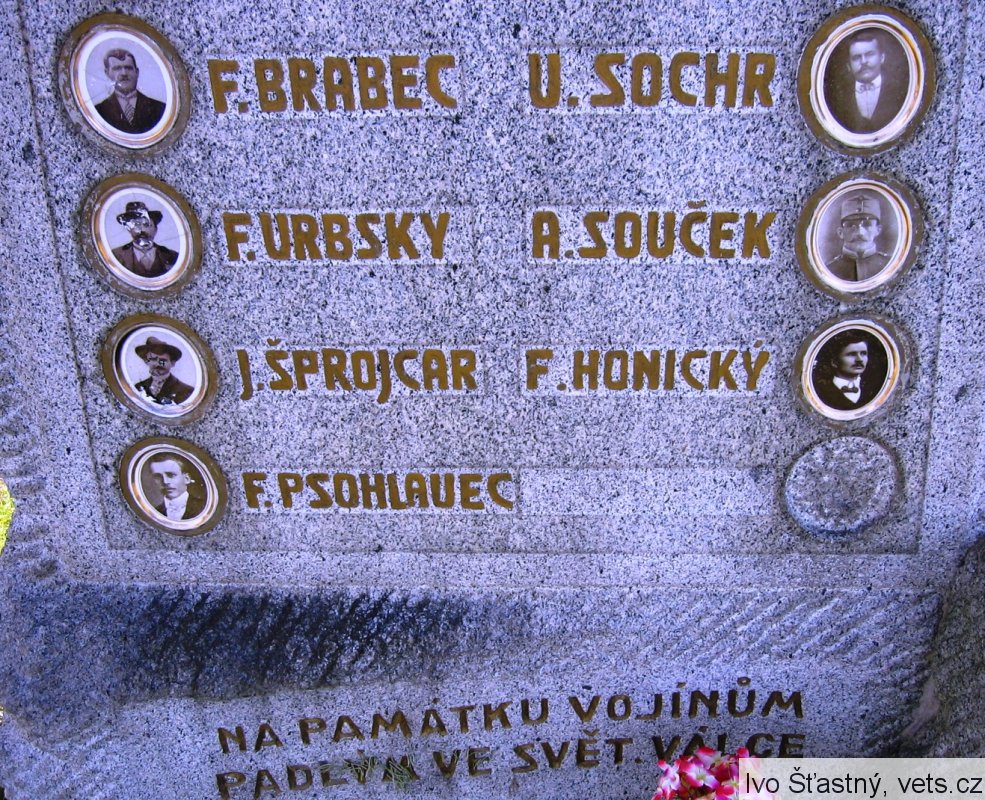 F. BRABEC U. SOCHR
F. URBSKY A. SOUČEK
J. ŠPROJCAR F. HONICKÝ
F. PSOHLAVEC
NA PAMÁTKU VOJÍNŮM
PADLÝM VE SVĚT. VÁLCE
Ivo Šťastný, vets.cz